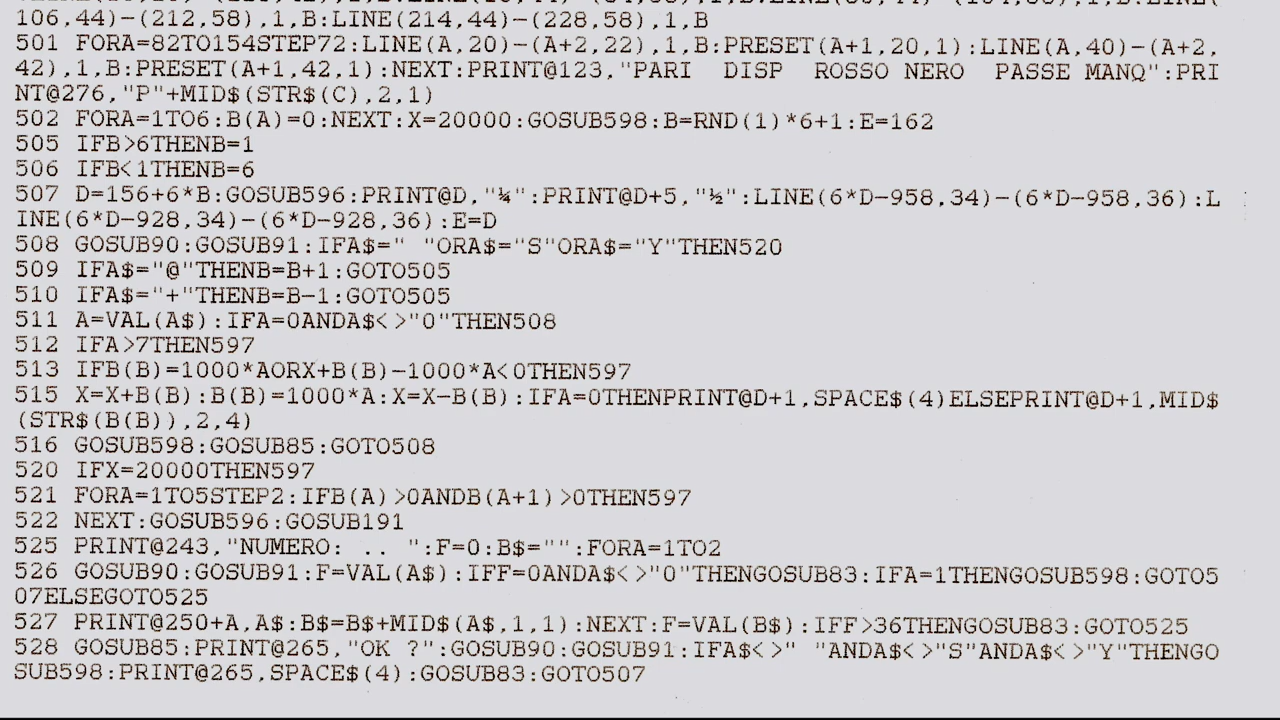 106,44)-(212,58),1,B:LINE(214,44)-(228,58),1,B
501 FORA=82TO154STEP72:LINE(A,20)-(A+2,22),1,B:PRESET(A+1,20,1):LINE(A,40)-(A+2,
42),1,B:PRESET(A+1,42,1):NEXT:PRINT@123,"PARI  DISP  ROSSO NERO  PASSE MANQ":PRI
NT@276,"P"+MID$(STR$(C),2,1)
502 FORA=1TO6:B(A)=0:NEXT:X=20000:GOSUB598:B=RND(1)*6+1:E=162
505 IFB>6THENB=1
506 IFB<1THENB=6
507 D=156+6*B:GOSUB596:PRINT@D,"¼":PRINT@D+5,"½":LINE(6*D-958,34)-(6*D-958,36):L
INE(6*D-928,34)-(6*D-928,36):E=D
508 GOSUB90:GOSUB91:IFA$=" "ORA$="S"ORA$="Y"THEN520
509 IFA$="@"THENB=B+1:GOTO505
510 IFA$="+"THENB=B-1:GOTO505
511 A=VAL(A$):IFA=0ANDA$<>"0"THEN508
512 IFA>7THEN597
513 IFB(B)=1000*AORX+B(B)-1000*A<0THEN597
515 X=X+B(B):B(B)=1000*A:X=X-B(B):IFA=0THENPRINT@D+1,SPACE$(4)ELSEPRINT@D+1,MID$
(STR$(B(B)),2,4)
516 GOSUB598:GOSUB85:GOTO508
520 IFX=20000THEN597
521 FORA=1TO5STEP2:IFB(A)>0ANDB(A+1)>0THEN597
522 NEXT:GOSUB596:GOSUB191
525 PRINT@243,"NUMERO: .. ":F=0:B$="":FORA=1TO2
526 GOSUB90:GOSUB91:F=VAL(A$):IFF=0ANDA$<>"0"THENGOSUB83:IFA=1THENGOSUB598:GOTO5
07ELSEGOTO525
527 PRINT@250+A,A$:B$=B$+MID$(A$,1,1):NEXT:F=VAL(B$):IFF>36THENGOSUB83:GOTO525
528 GOSUB85:PRINT@265,"OK ?":GOSUB90:GOSUB91:IFA$<>" "ANDA$<>"S"ANDA$<>"Y"THENGO
SUB598:PRINT@265,SPACE$(4):GOSUB83:GOTO507